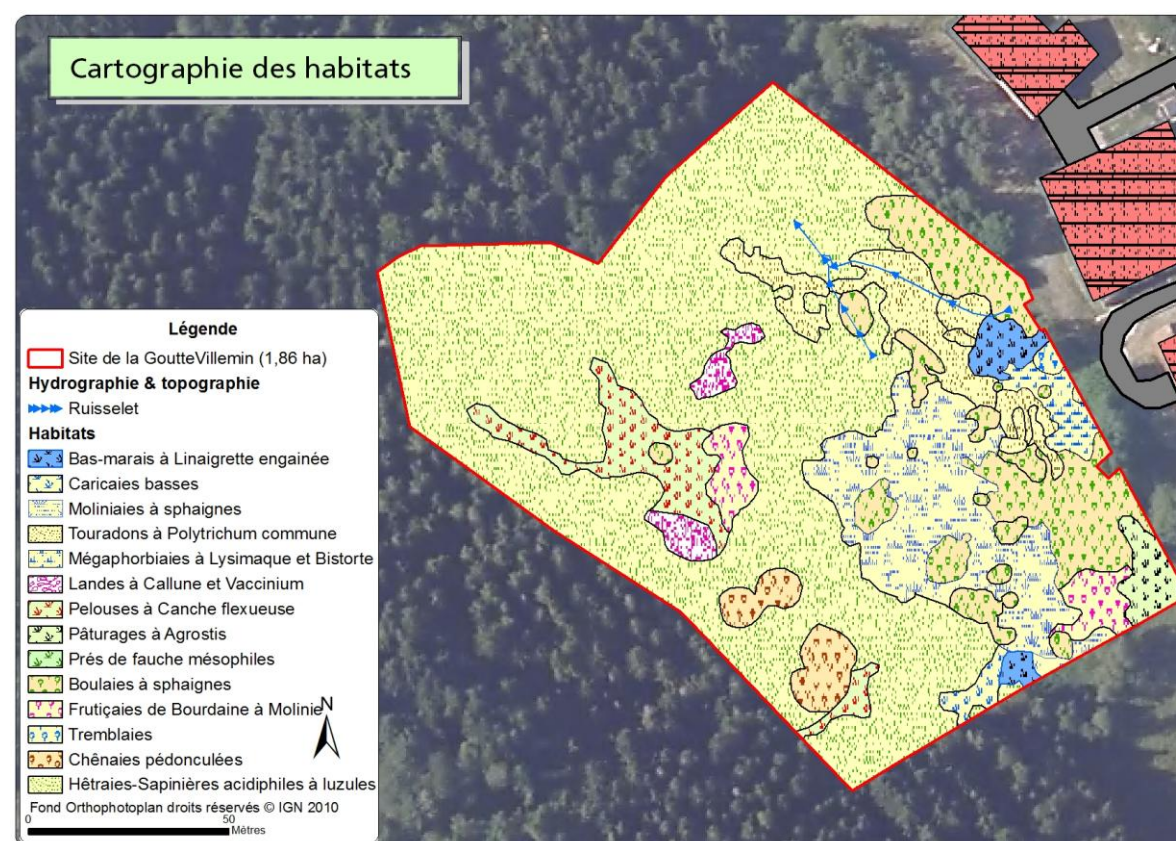 Cartographie des habitats
Légende
Site de la GoutteVillemin (1,86 ha)
Hydrographie & topographie
Ruisselet
Habitats
Bas-marais à Linaigrette engainée
Caricaies basses
Moliniaies à sphaignes
Touradons à Polytrichum commune
Mégaphorbiaies à Lysimaque et Bistorte
Landes à Callune et Vaccinium
Pelouses à Canche flexueuse
Pâturages à Agrostis
Prés de fauche mésophiles
Boulaies à sphaignes
Frutiçaies de Bourdaine à Molinie
N
Tremblaies
Chênaies pédonculées
Hêtraies-Sapinières acidiphiles à luzules
Fond Orthophotoplan droits réservés © IGN 2010
0 50
Mètres